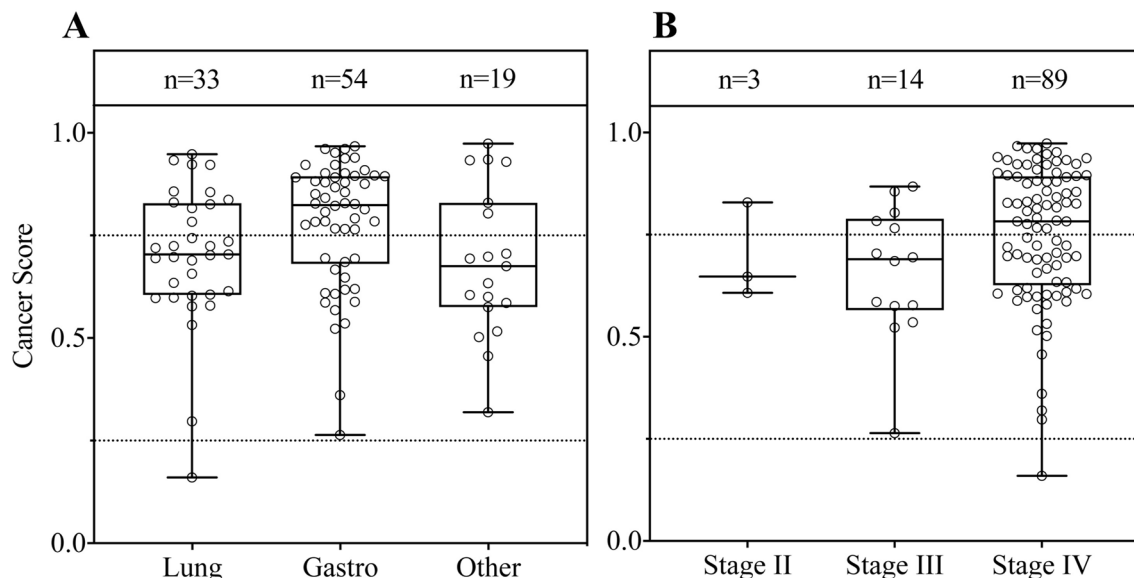 A
n=33 n=54 n=19
1.0
0.5
0.0
Cancer Score
Lung Gastro Other
B
n=3 n=14 n=89
1.0
0.5
0.0
Stage II Stage III Stage IV